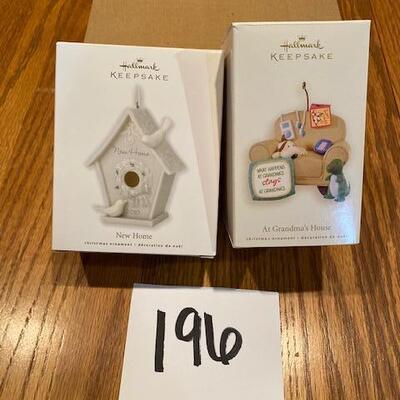 Hallmark
KEEPSAKE
New Home
New Home
christmas ornament • décoration de noël
Hallmark
KEEPSAKE
WHAT HAPPENS
AT GRANDMA'S
stays
AT GRANDMA'S
At Grandma's House
christmas ornament • décoration de noël
196